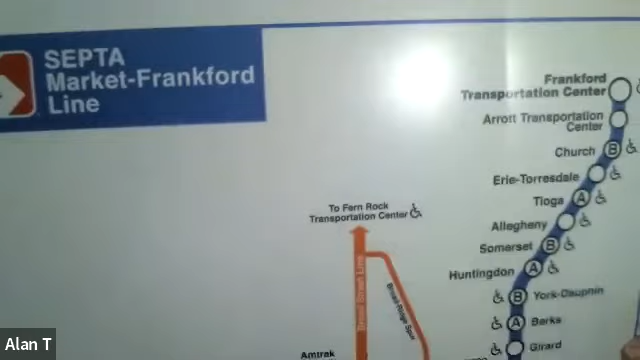 SEPTA
Market-Frankford
Line
Frankford
Transportation Center
Arrott Transportation
Center
Church B
Erie-Torresdale
Tioga A
Allegheny
Somerset B
Huntingdon A
B York-Dauphin
A Berks
Girard
To Fern Rock
Transportation Center
Broad Street Line
Broad-Ridge Spur
Amtrak
Alan T